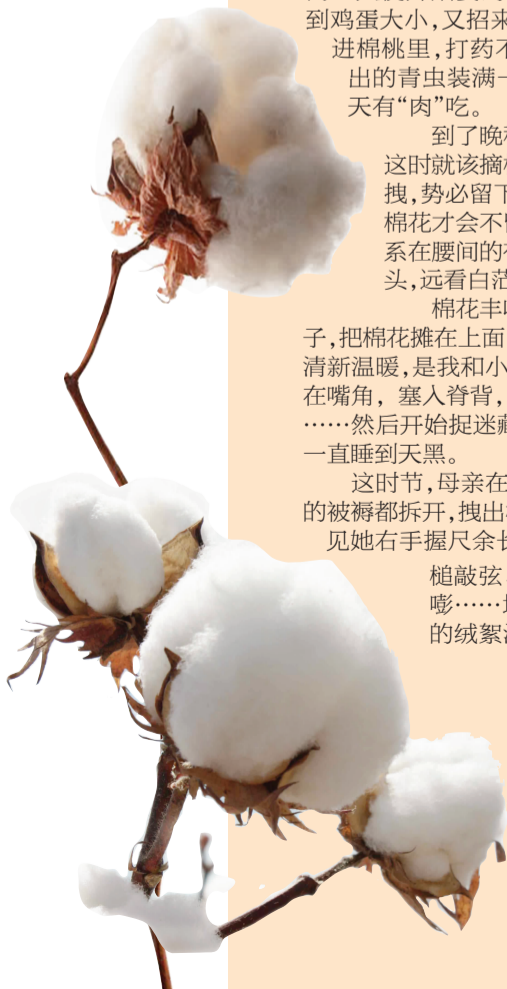 到鸡蛋大小，又招来
进棉桃里，打药不
出的青虫装满一
天有“肉”吃。
到了晚
这时就该摘
拽，势必留下
棉花才会不
系在腰间的
头，远看白茫
棉花丰
子，把棉花摊在上面
清新温暖，是我和小
在嘴角，塞入脊背，
……然后开始捉迷藏
一直睡到天黑。
这时节，母亲在
的被褥都拆开，拽出
见她右手握尺余长
槌敲弦
嘭……
的绒絮